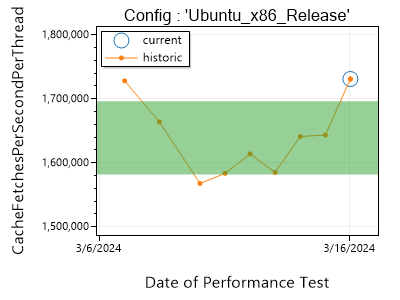 Config : 'Ubuntu_x86_Release'
CacheFetchesPerSecondPerThread
current
historic
1,800,000
1,700,000
1,600,000
1,500,000
3/6/2024
3/16/2024
Date of Performance Test